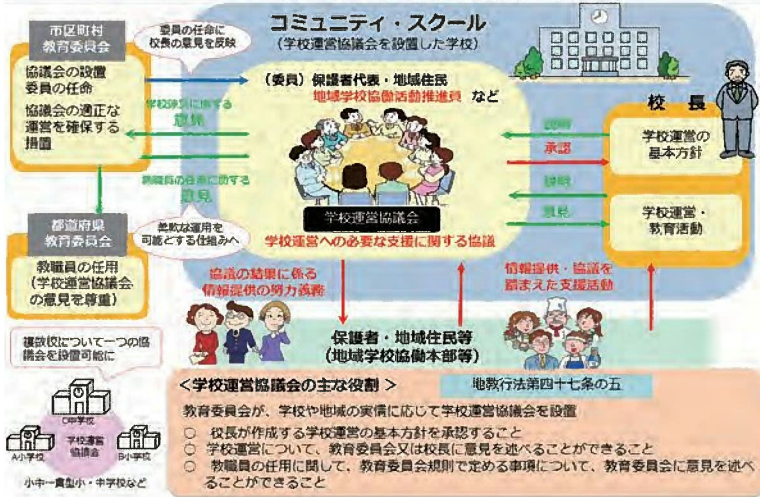 コミュニティ・スクール
(学校運営協議会を設置した学校)
市区町村
教育委員会
協議会の設置
委員の任命
協議会の適正な
運営を確保する
措置
委員の任命に
校長の意見を反映
学校運営に関する
意見
教職員の任用に関する
意見
柔軟な運用を
可能とする仕組みへ
都道府県
教育委員会
教職員の任用
(学校運営協議会
の意見を尊重)
(委員)保護者代表・地域住民
地域学校協働活動推進員 など
学校運営協議会
学校運営への必要な支援に関する協議
校 長
説明
承認
学校運営の
基本方針
説明
意見
学校運営・
教育活動
協議の結果に係る
情報提供の努力義務
情報提供・協議を
踏まえた支援活動
保護者・地域住民等
(地域学校協働本部等)
複数校について一つの協
議会を設置可能に
C中学校
A小学校
学校運営
協議会
B小学校
小中一貫型小・中学校など
<学校運営協議会の主な役割>
地教行法第四十七条の五
教育委員会が、学校や地域の実情に応じて学校運営協議会を設置
○ 校長が作成する学校運営の基本方針を承認すること
○ 学校運営について、教育委員会又は校長に意見を述べることができること
○ 教職員の任用に関して、教育委員会規則で定める事項について、教育委員会に意見を述べ
ることができること